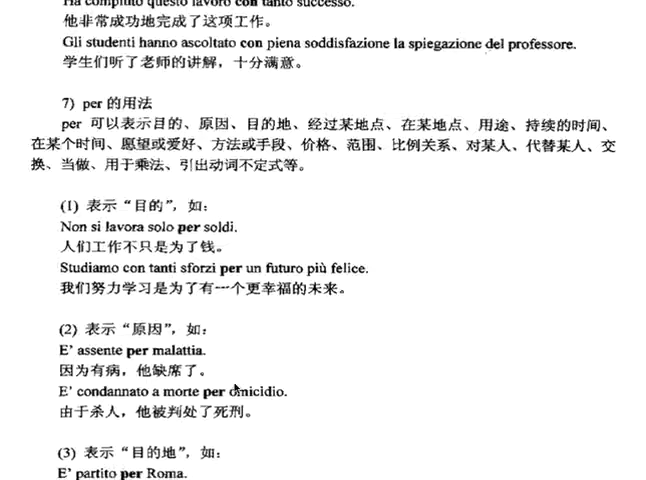 Ha compiuto questo lavoro con tanto successo.
他非常成功地完成了这项工作。
Gli studenti hanno ascoltato con piena soddisfazione la spiegazione del professore.
学生们听了老师的讲解，十分满意。
7) per 的用法
per 可以表示目的、原因、目的地、经过某地点、在某地点、用途、持续的时间、
在某个时间、愿望或爱好、方法或手段、价格、范围、比例关系、对某人、代替某人、交
换、当做、用于乘法、引出动词不定式等。
(1) 表示“目的”，如：
Non si lavora solo per soldi.
人们工作不只是为了钱。
Studiamo con tanti sforzi per un futuro più felice.
我们努力学习是为了有一个更幸福的未来。
(2) 表示“原因”，如：
E’ assente per malattia.
因为有病，他缺席了。
E’ condannato a morte per omicidio.
由于杀人，他被判处了死刑。
(3) 表示“目的地”，如：
E’ partito per Roma.